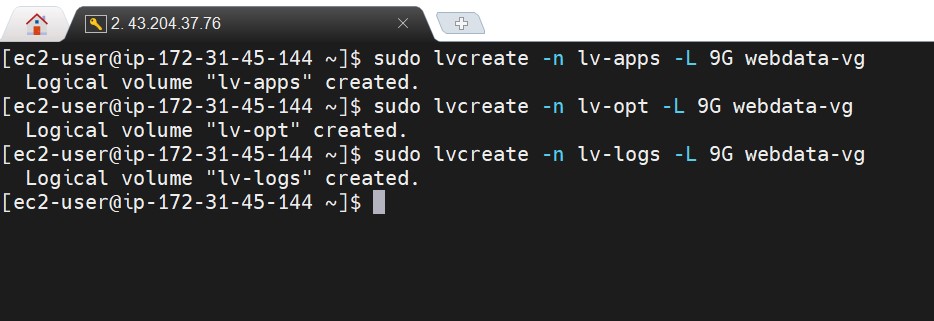 2. 43.204.37.76
[ec2-user@ip-172-31-45-144 ~]$ sudo lvcreate -n lv-apps -L 9G webdata-vg
  Logical volume "lv-apps" created.
[ec2-user@ip-172-31-45-144 ~]$ sudo lvcreate -n lv-opt -L 9G webdata-vg
  Logical volume "lv-opt" created.
[ec2-user@ip-172-31-45-144 ~]$ sudo lvcreate -n lv-logs -L 9G webdata-vg
  Logical volume "lv-logs" created.
[ec2-user@ip-172-31-45-144 ~]$